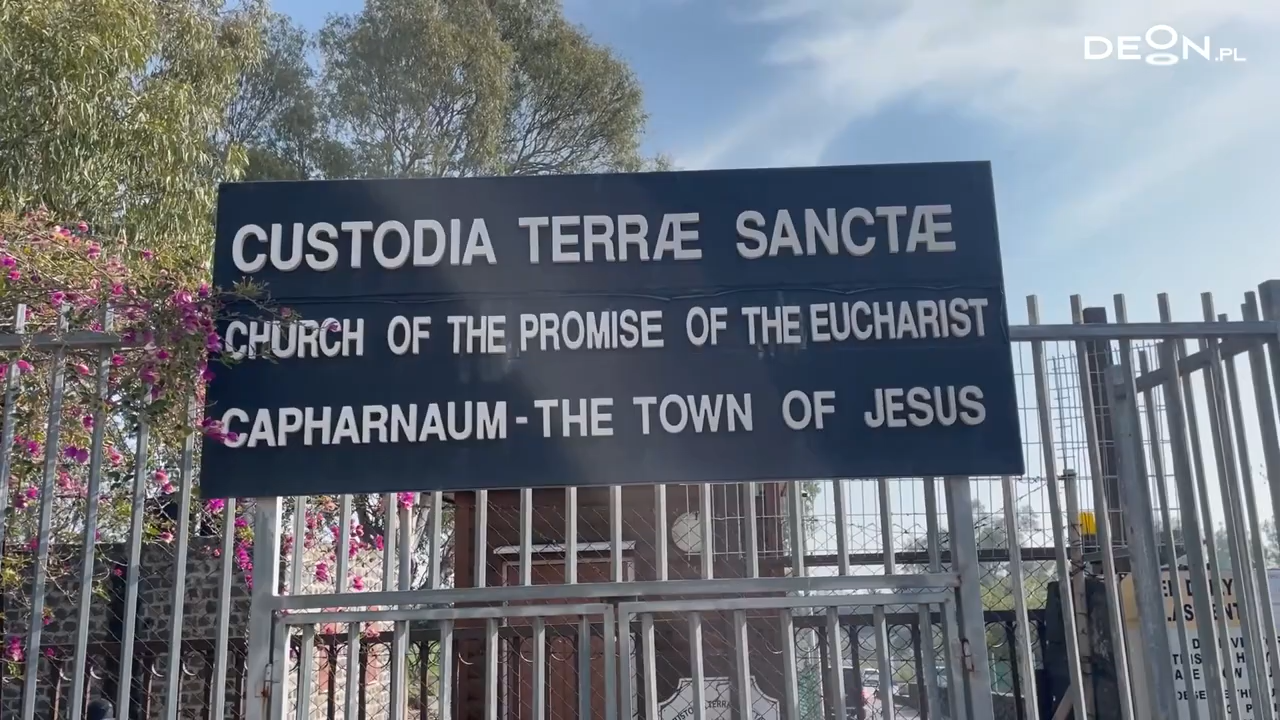 DEON.PL
CUSTODIA TERRÆ SANCTÆ
CHURCH OF THE PROMISE OF THE EUCHARIST
CAPHARNAUM - THE TOWN OF JESUS